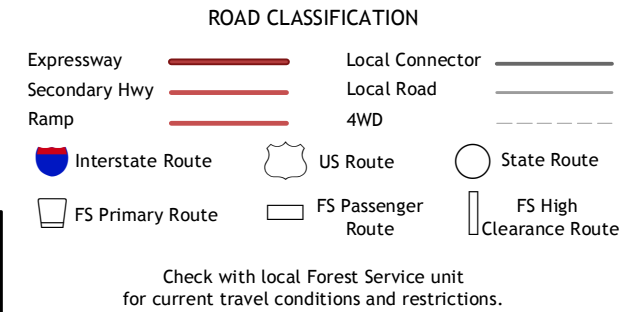 ROAD CLASSIFICATION
Expressway
Local Connector
Secondary Hwy
Local Road
Ramp
4WD
Interstate Route
US Route
State Route
FS Primary Route
FS Passenger
Route
FS High
Clearance Route
Check with local Forest Service unit
for current travel conditions and restrictions.